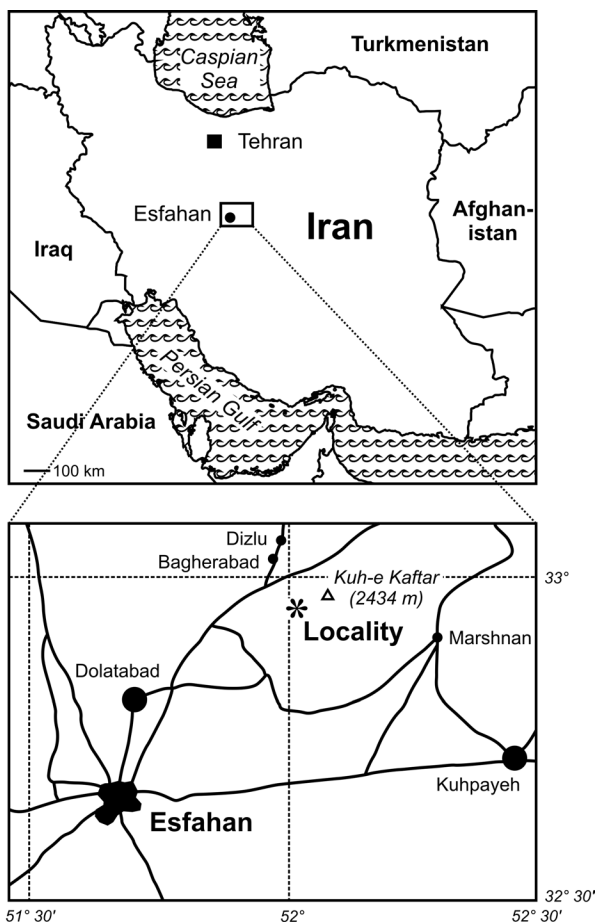 Caspian
Sea
Turkmenistan
Tehran
Esfahan
Iran
Afghan-
istan
Iraq
Persian Gulf
Saudi Arabia
100 km
Dizlu
Bagherabad
Kuh-e Kaftar
(2434 m)
33°
Locality
Marshnan
Dolatabad
Kuhpayeh
Esfahan
32° 30'
51° 30'
52°
52° 30'